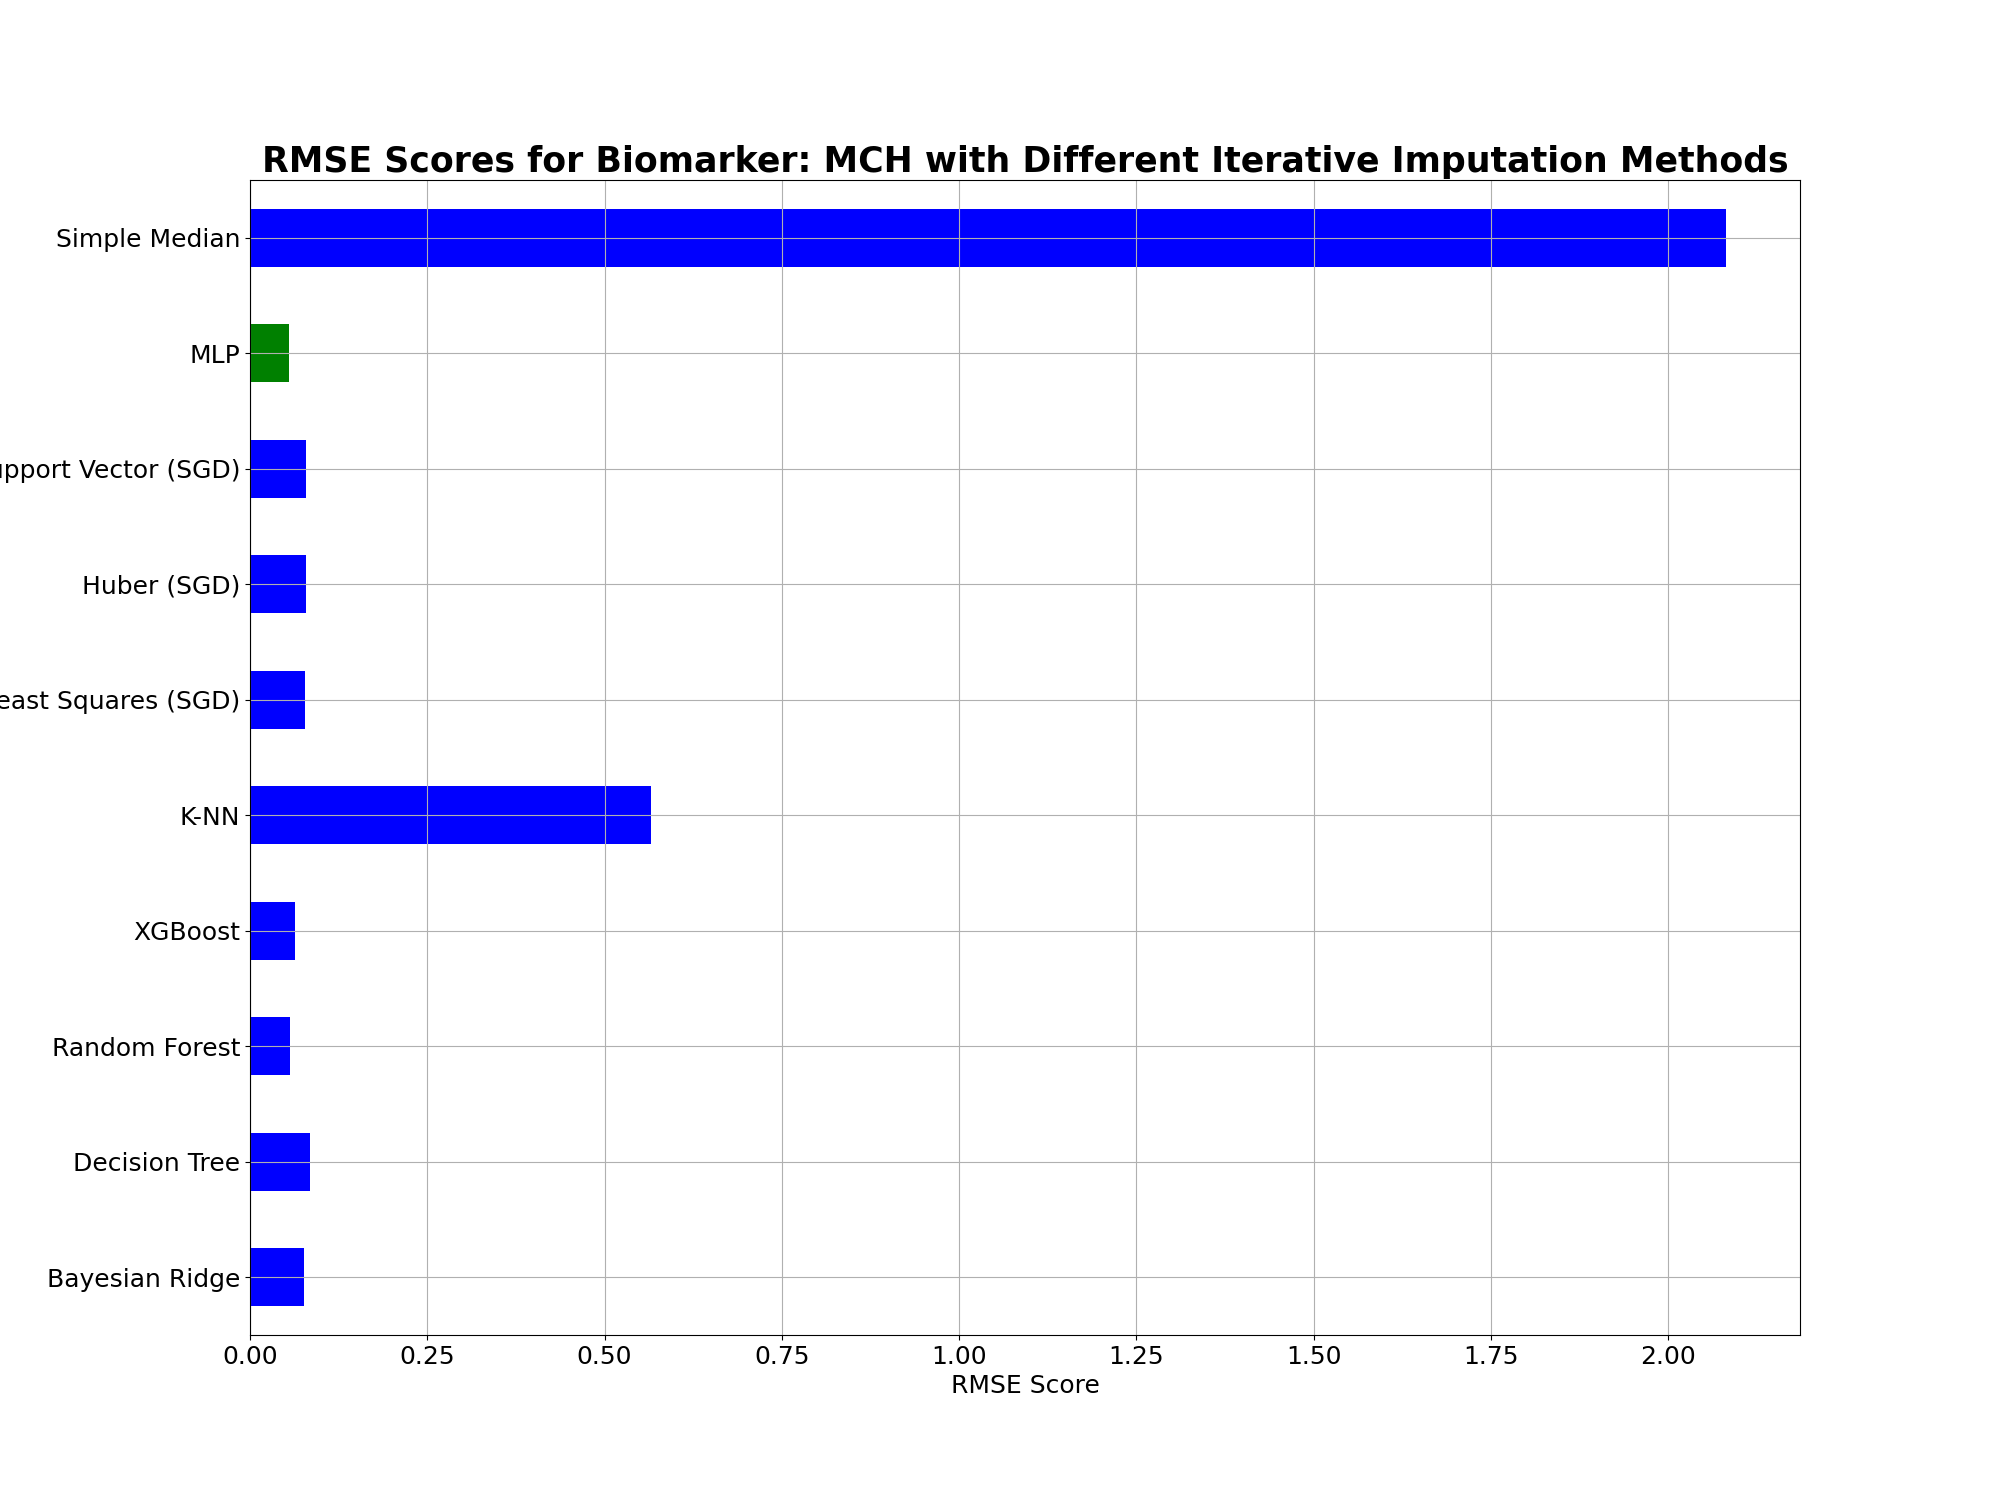 RMSE Scores for Biomarker: MCH with Different Iterative Imputation Methods
Simple Median
MLP
Vector (SGD)
Huber (SGD)
Squares (SGD)
K-NN
XGBoost
Random Forest
Decision Tree
Bayesian Ridge
0.00 0.25 0.50 0.75 1.00 1.25 1.50 1.75 2.00
RMSE Score